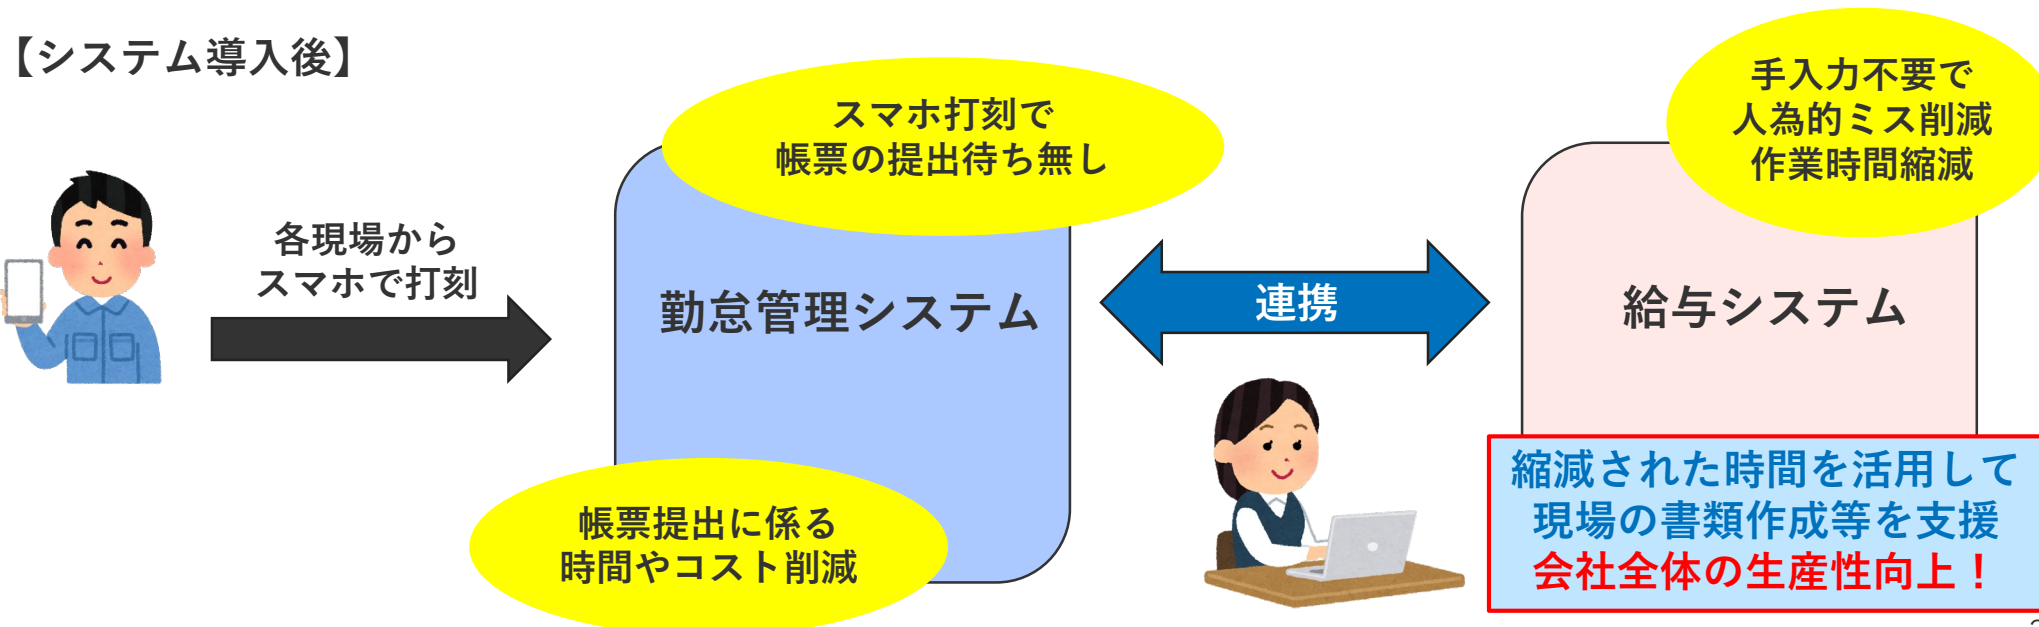 【システム導入後】
スマホ打刻で
帳票の提出待ち無し
手入力不要で
人為的ミス削減
作業時間縮減
各現場から
スマホで打刻
勤怠管理システム
連携
給与システム
帳票提出に係る
時間やコスト削減
縮減された時間を活用して
現場の書類作成等を支援
会社全体の生産性向上！